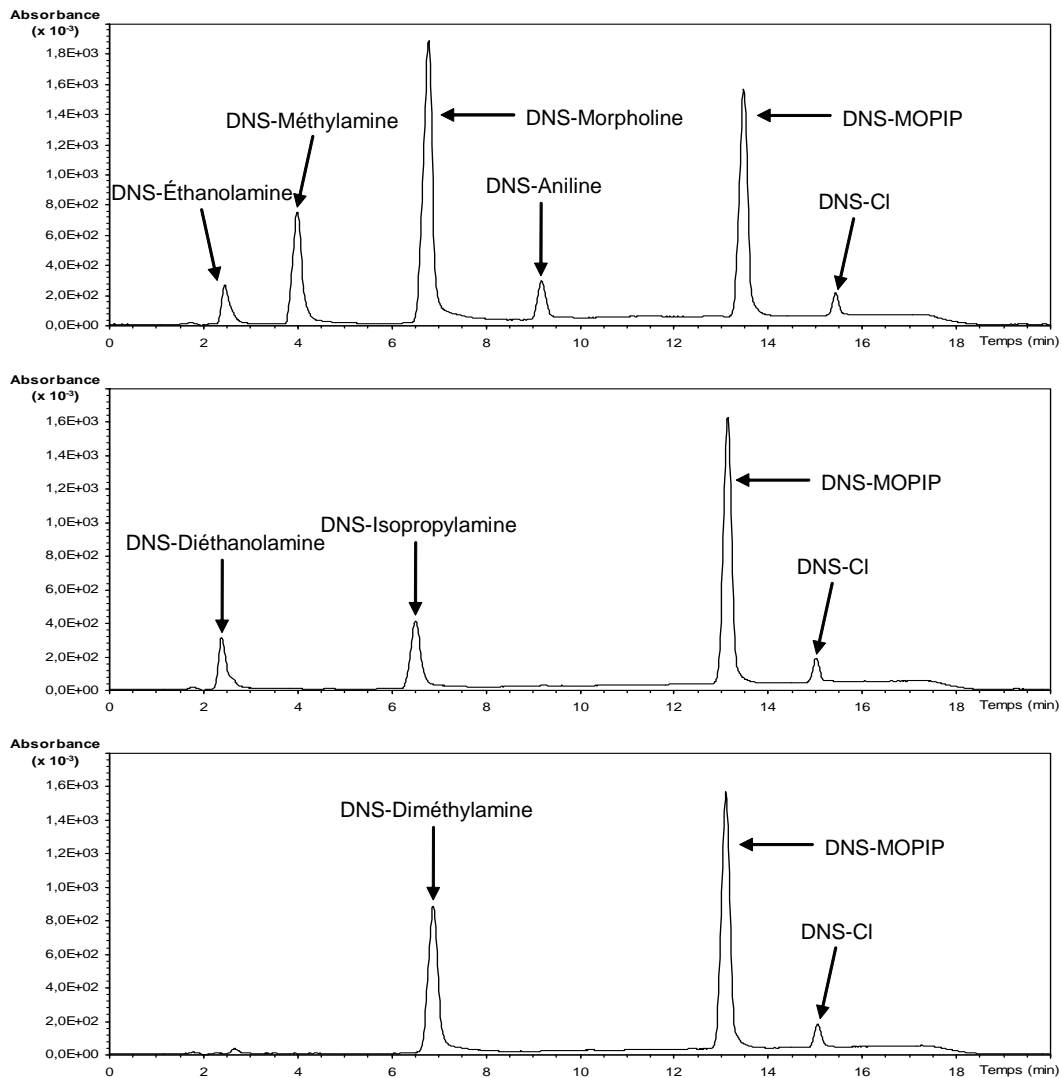 Absorbance
(x 10⁻³)
1,8E+03
1,6E+03
1,4E+03
1,2E+03
1,0E+03
8,0E+02
6,0E+02
4,0E+02
2,0E+02
0,0E+00
DNS-Éthanolamine
DNS-Méthylamine
DNS-Morpholine
DNS-Aniline
DNS-MOPIP
DNS-Cl
0 2 4 6 8 10 12 14 16 18 Temps (min)
Absorbance
(x 10⁻³)
1,6E+03
1,4E+03
1,2E+03
1,0E+03
8,0E+02
6,0E+02
4,0E+02
2,0E+02
0,0E+00
DNS-Diéthanolamine
DNS-Isopropylamine
DNS-MOPIP
DNS-Cl
0 2 4 6 8 10 12 14 16 18 Temps (min)
Absorbance
(x 10⁻³)
1,6E+03
1,4E+03
1,2E+03
1,0E+03
8,0E+02
6,0E+02
4,0E+02
2,0E+02
0,0E+00
DNS-Diméthylamine
DNS-MOPIP
DNS-Cl
0 2 4 6 8 10 12 14 16 18 Temps (min)